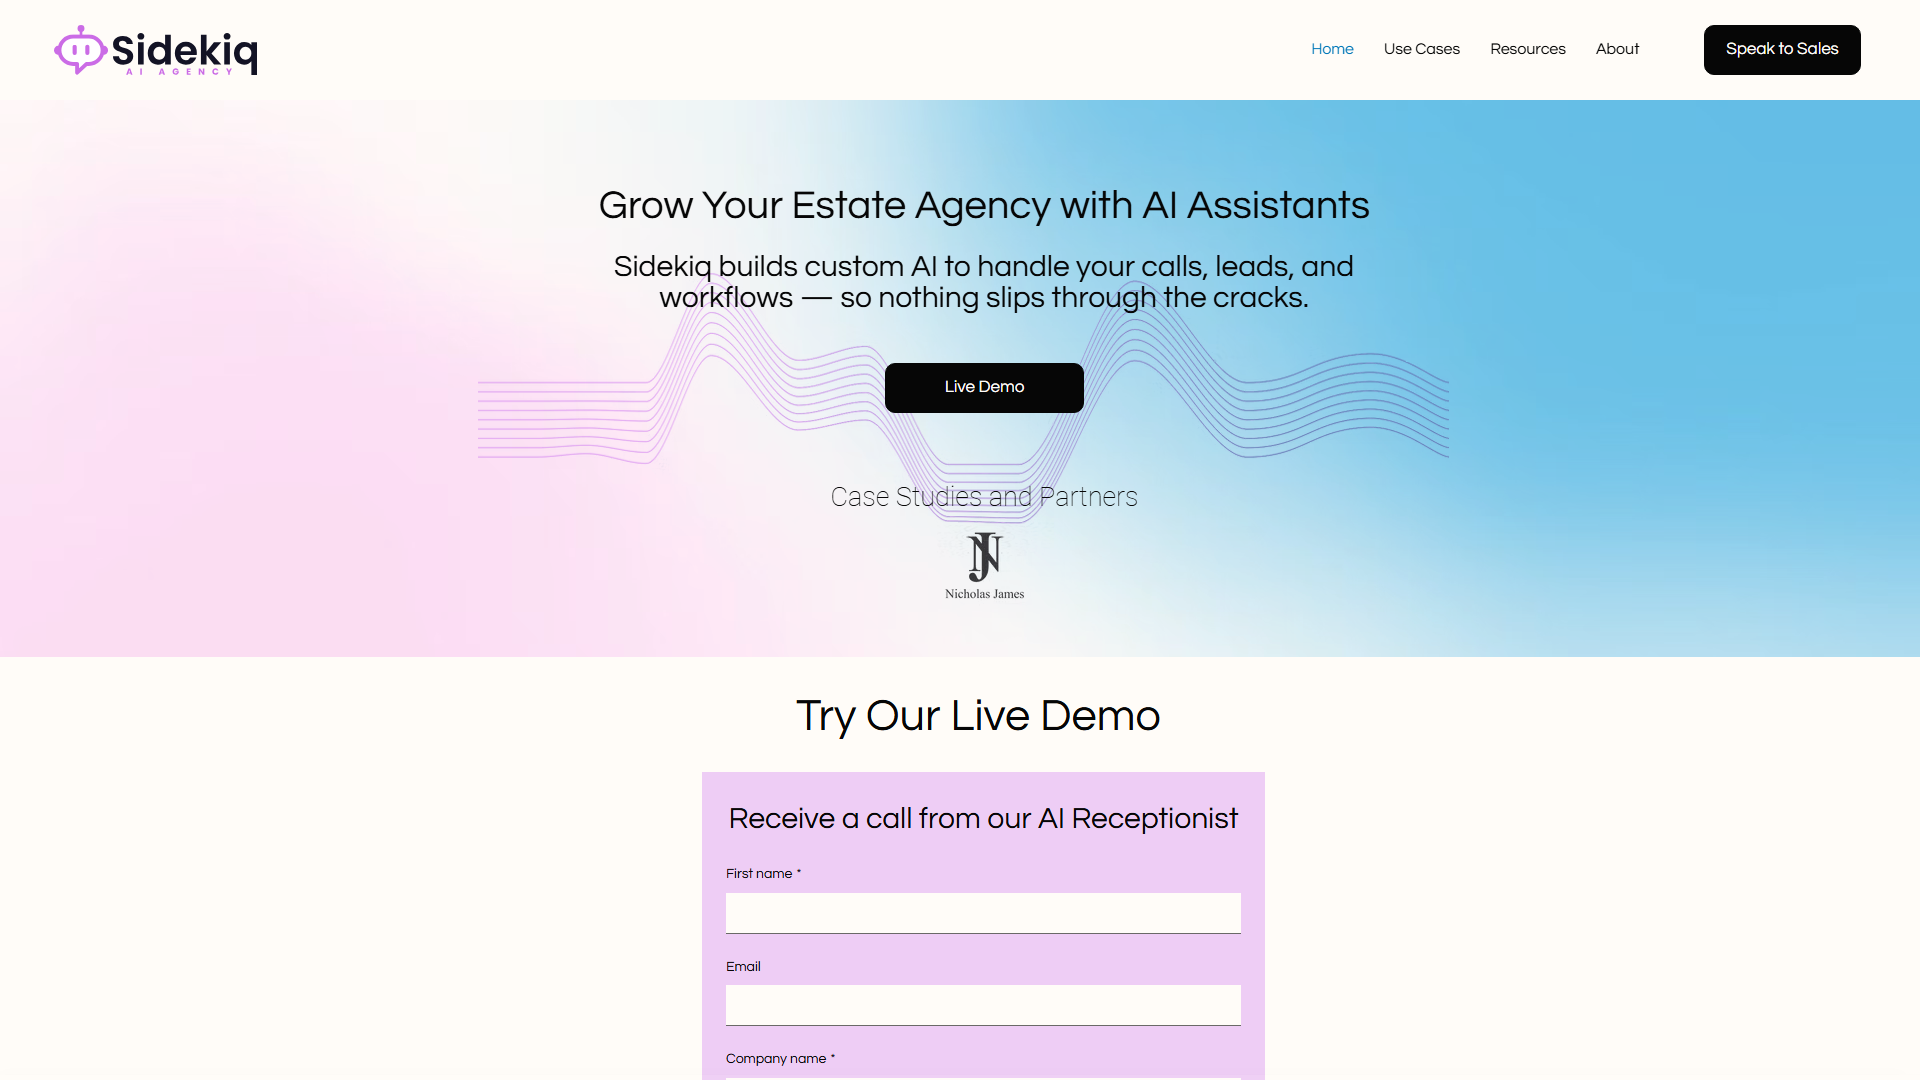 Sidekiq
AI AGENCY
Home
Use Cases
Resources
About
Speak to Sales
Grow Your Estate Agency with AI Assistants
Sidekiq builds custom AI to handle your calls, leads, and
workflows — so nothing slips through the cracks.
Live Demo
Case Studies and Partners
NJ
Nicholas James
Try Our Live Demo
Receive a call from our AI Receptionist
First name *
Email
Company name *